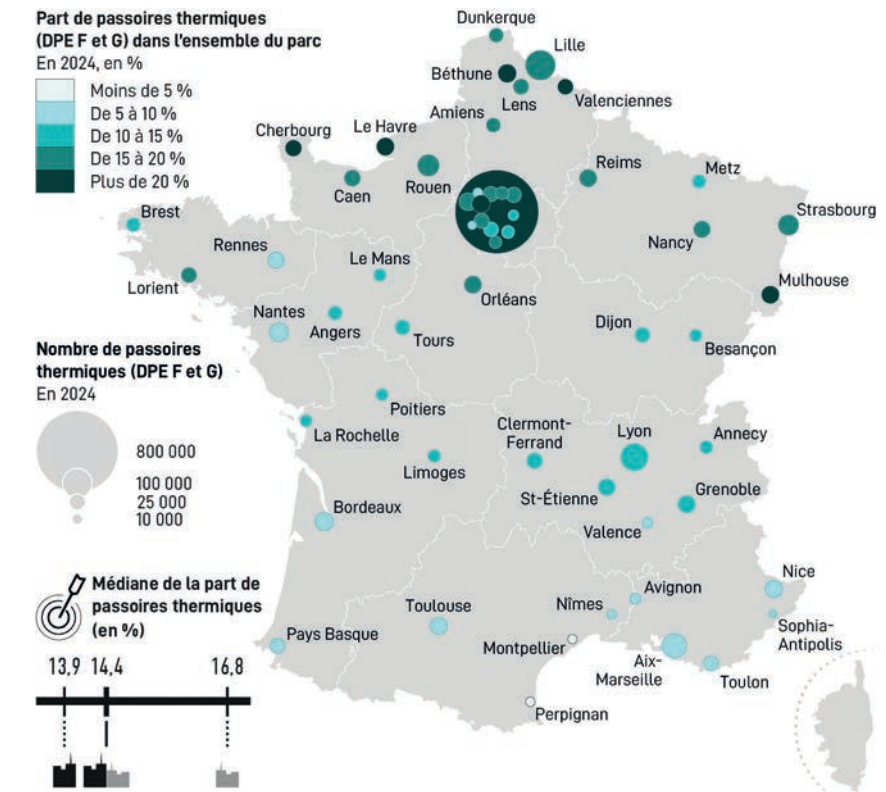 Part de passoires thermiques
(DPE F et G) dans l'ensemble du parc
En 2024, en %
Moins de 5 %
De 5 à 10 %
De 10 à 15 %
De 15 à 20 %
Plus de 20 %
Dunkerque
Lille
Béthune
Lens
Valenciennes
Amiens
Cherbourg
Le Havre
Caen
Rouen
Reims
Metz
Strasbourg
Nancy
Mulhouse
Brest
Rennes
Lorient
Le Mans
Orléans
Nantes
Angers
Tours
Dijon
Besançon
Nombre de passoires
thermiques (DPE F et G)
En 2024
800 000
100 000
25 000
10 000
Poitiers
La Rochelle
Limoges
Clermont-
Ferrand
Lyon
Annecy
St-Étienne
Grenoble
Valence
Bordeaux
Médiane de la part de
passoires thermiques
(en %)
13,9
14,4
16,8
Pays Basque
Toulouse
Nîmes
Avignon
Montpellier
Nice
Sophia-
Antipolis
Aix-
Marseille
Toulon
Perpignan